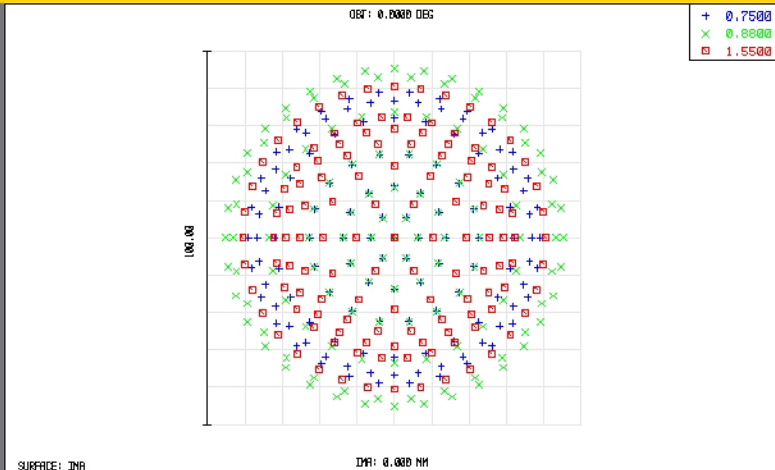 OBJ: 0.0000 DEG
+ 0.7500
× 0.8800
1.5500
100.00
SURFACE: IMA
IMA: 0.000 MM